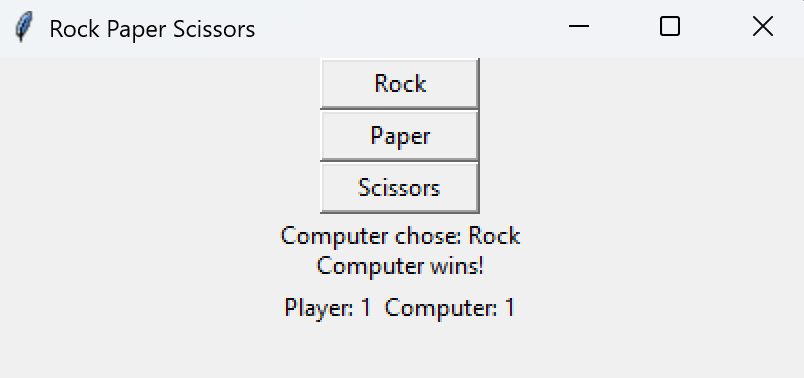 Rock Paper Scissors
Rock
Paper
Scissors
Computer chose: Rock
Computer wins!
Player: 1  Computer: 1